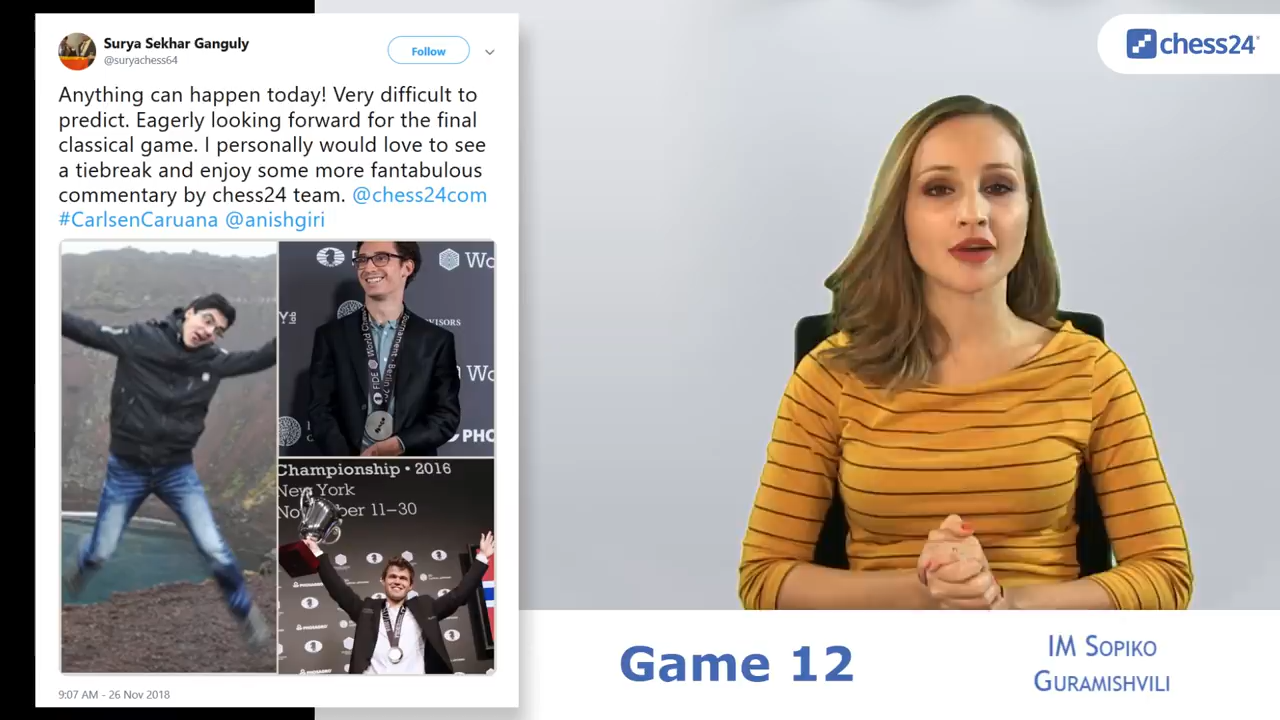 Surya Sekhar Ganguly
@suryachess64
Follow
Anything can happen today! Very difficult to
predict. Eagerly looking forward for the final
classical game. I personally would love to see
a tiebreak and enjoy some more fantabulous
commentary by chess24 team. @chess24com
#CarlsenCaruana @anishgiri
FIDE World
Championship • 2016
New York
November 11–30
9:07 AM - 26 Nov 2018
chess24
Game 12
IM Sopiko
Guramishvili